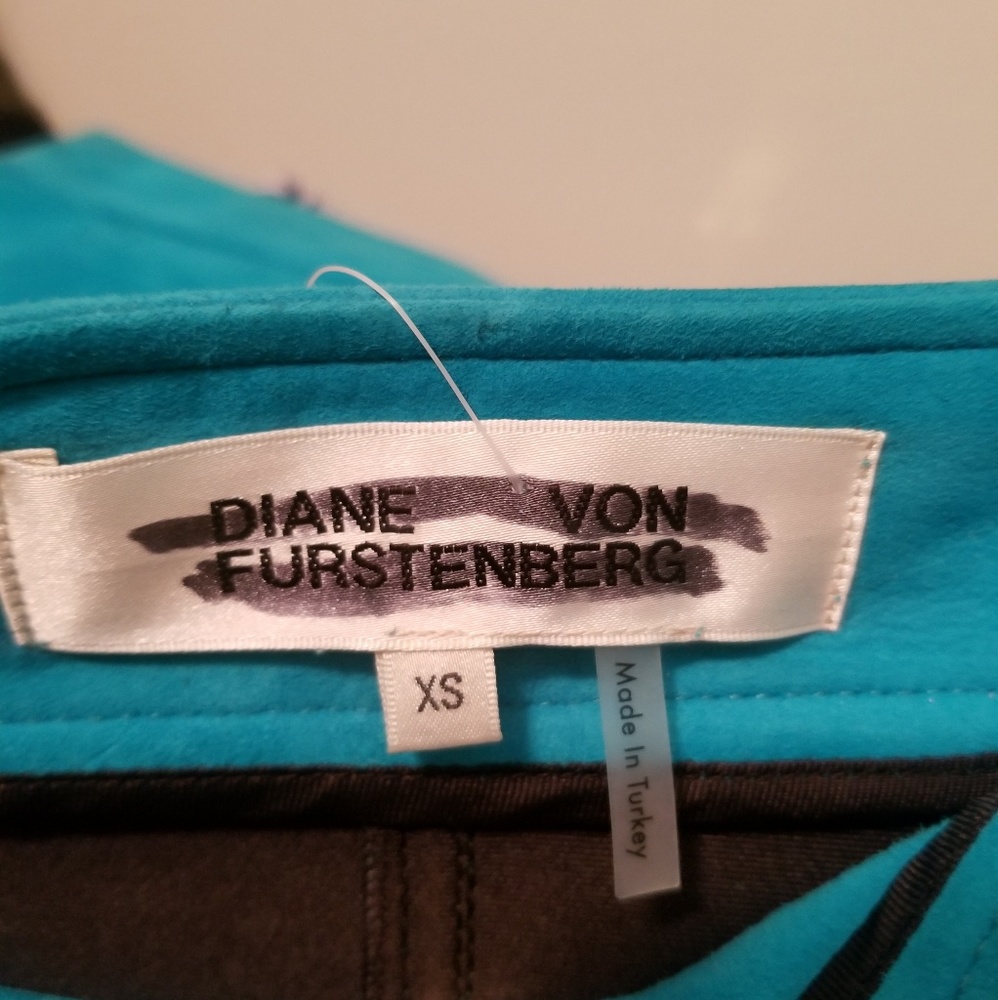 DIANE VON
FURSTENBERG
XS
Made In Turkey